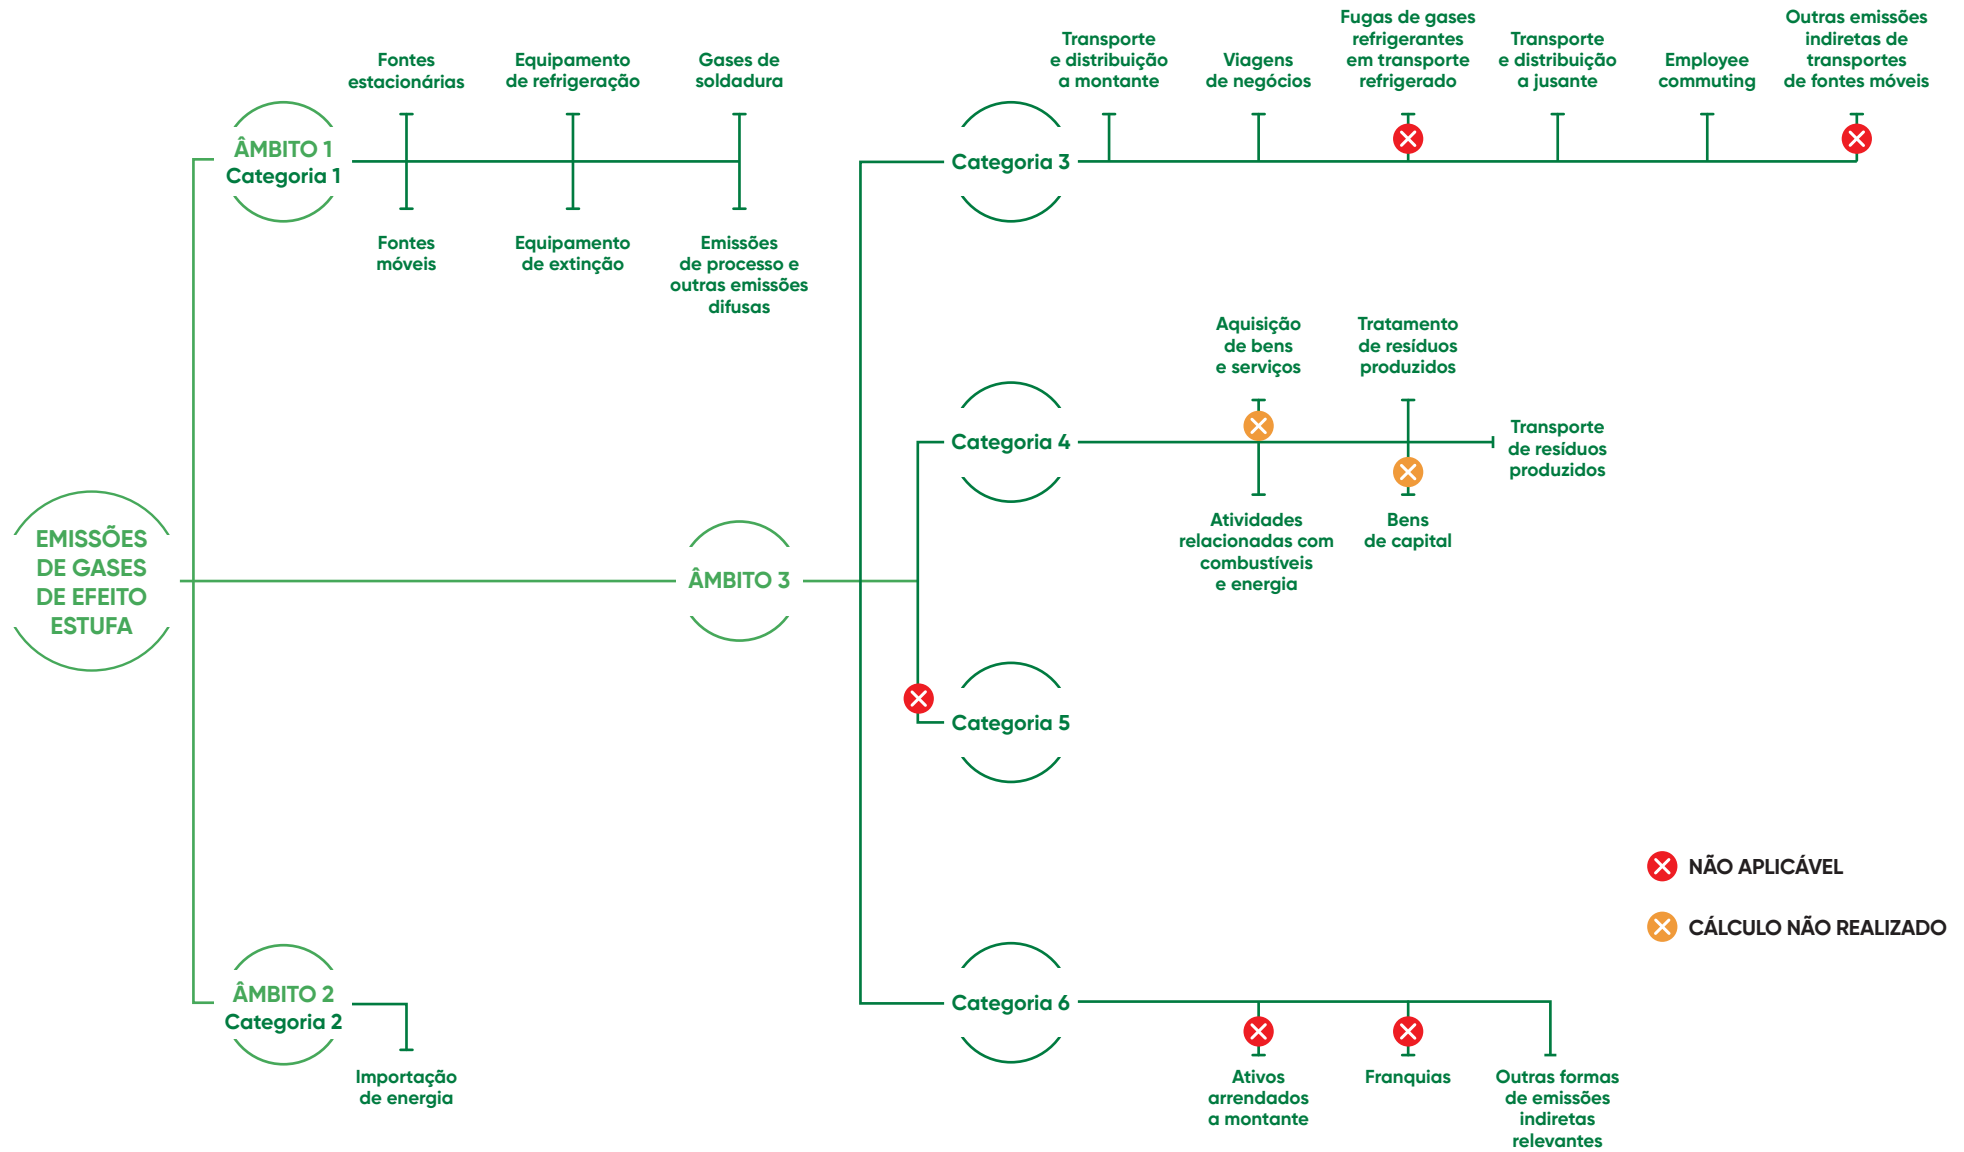 EMISSÕES
DE GASES
DE EFEITO
ESTUFA
ÂMBITO 1
Categoria 1
Fontes
estacionárias
Equipamento
de refrigeração
Gases de
soldadura
Fontes
móveis
Equipamento
de extinção
Emissões
de processo e
outras emissões
difusas
ÂMBITO 2
Categoria 2
Importação
de energia
ÂMBITO 3
Categoria 3
Transporte
e distribuição
a montante
Viagens
de negócios
Fugas de gases
refrigerantes
em transporte
refrigerado
Transporte
e distribuição
a jusante
Employee
commuting
Outras emissões
indiretas de
transportes
de fontes móveis
Categoria 4
Aquisição
de bens
e serviços
Tratamento
de resíduos
produzidos
Transporte
de resíduos
produzidos
Atividades
relacionadas com
combustíveis
e energia
Bens
de capital
Categoria 5
Categoria 6
Ativos
arrendados
a montante
Franquias
Outras formas
de emissões
indiretas
relevantes
NÃO APLICÁVEL
CÁLCULO NÃO REALIZADO